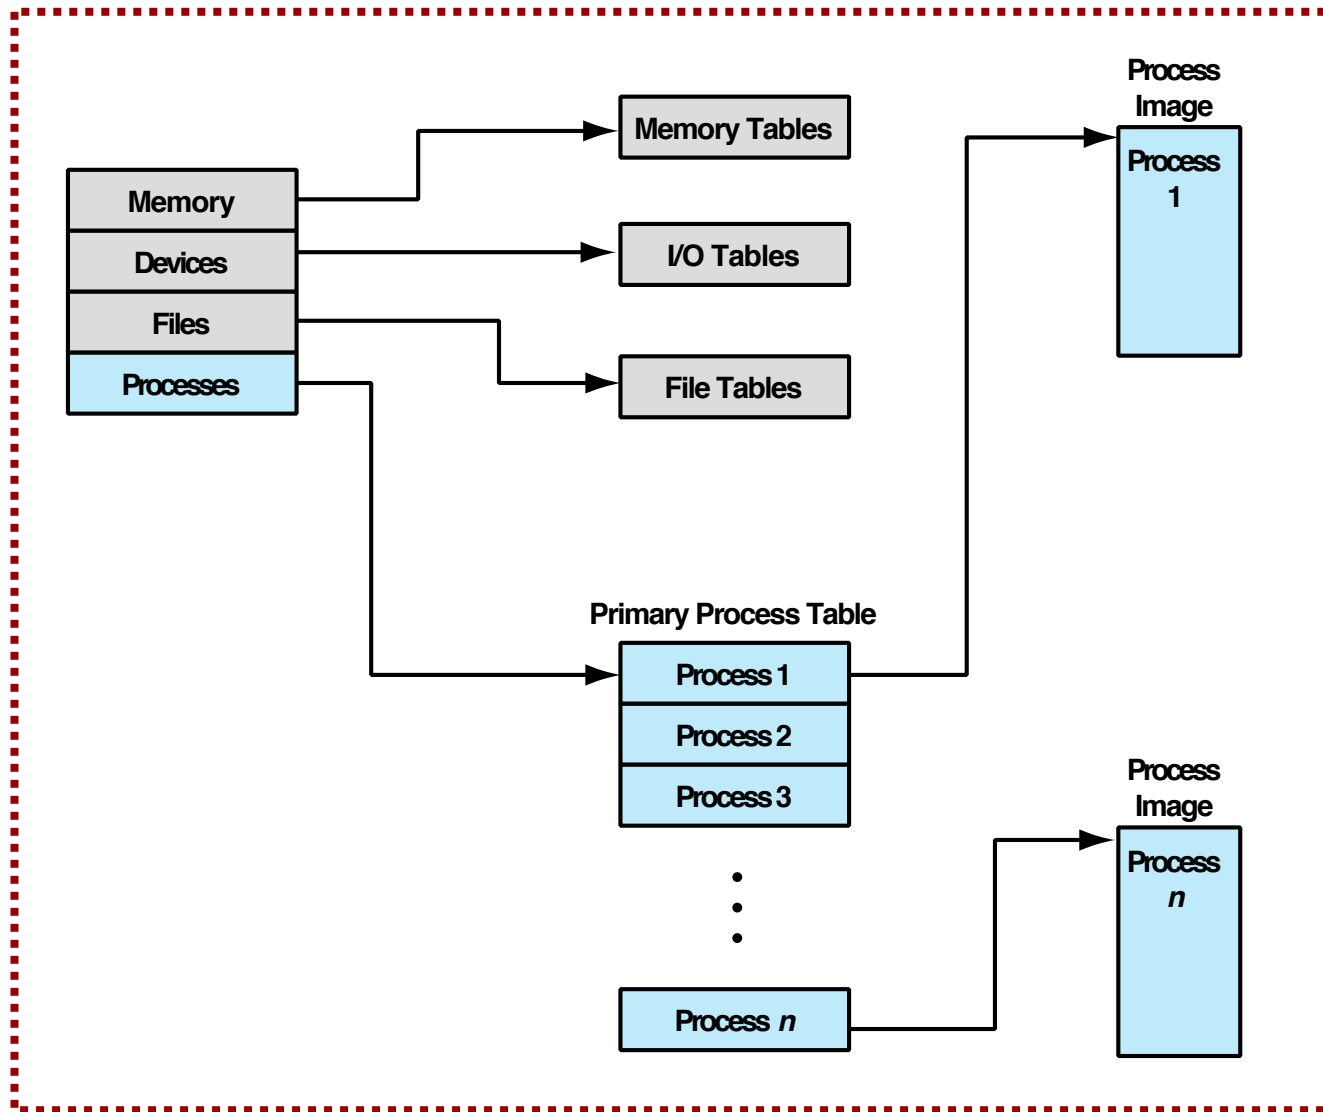 Memory
Devices
Files
Processes
Memory Tables
I/O Tables
File Tables
Primary Process Table
Process 1
Process 2
Process 3
Process n
Process
Image
Process
1
Process
Image
Process
n